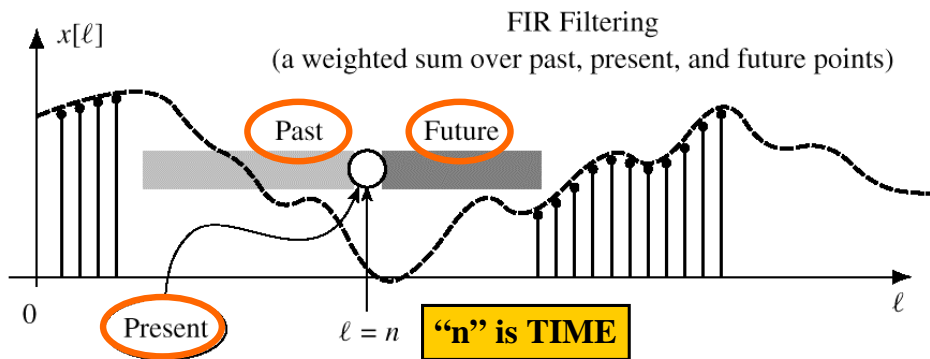 x[ℓ]
FIR Filtering
(a weighted sum over past, present, and future points)
Past
Future
0
Present
ℓ = n
“n” is TIME
ℓ